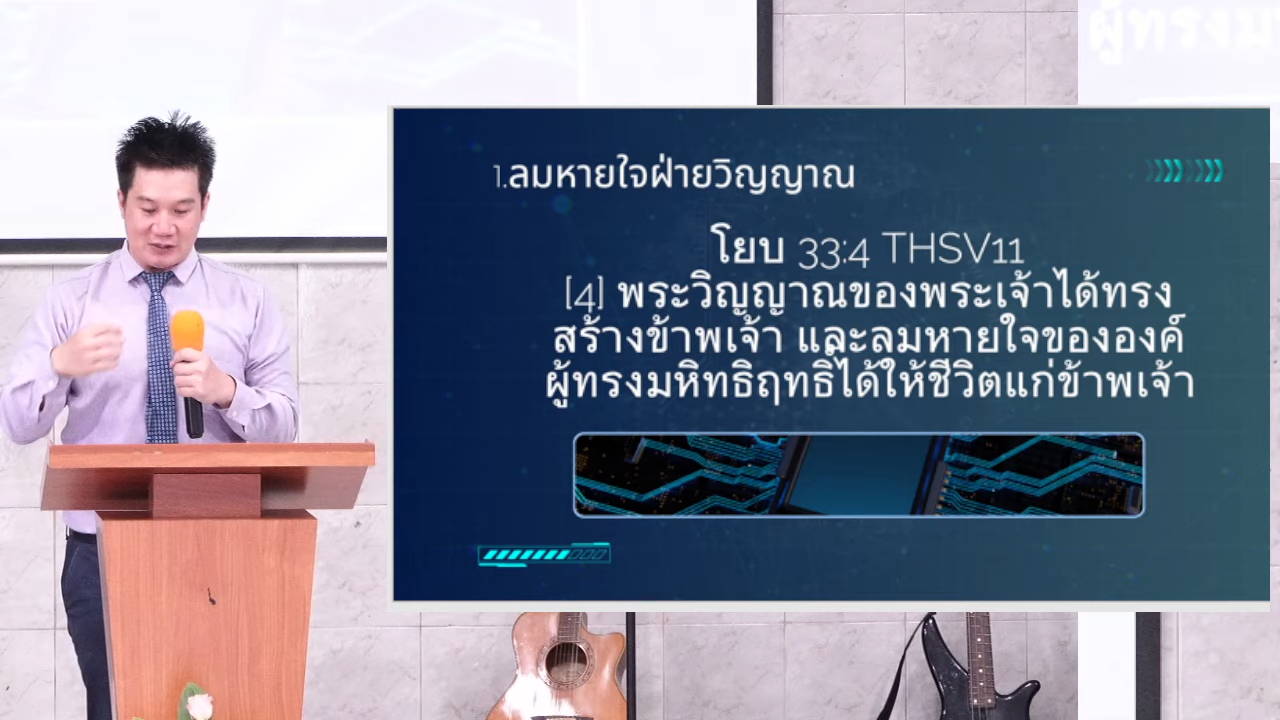 ผู้ทรงม
1.ลมหายใจฝ่ายวิญญาณ
โยบ 33:4 THSV11
[4] พระวิญญาณของพระเจ้าได้ทรง
สร้างข้าพเจ้า และลมหายใจขององค์
ผู้ทรงมหิทธิฤทธิ์ได้ให้ชีวิตแก่ข้าพเจ้า